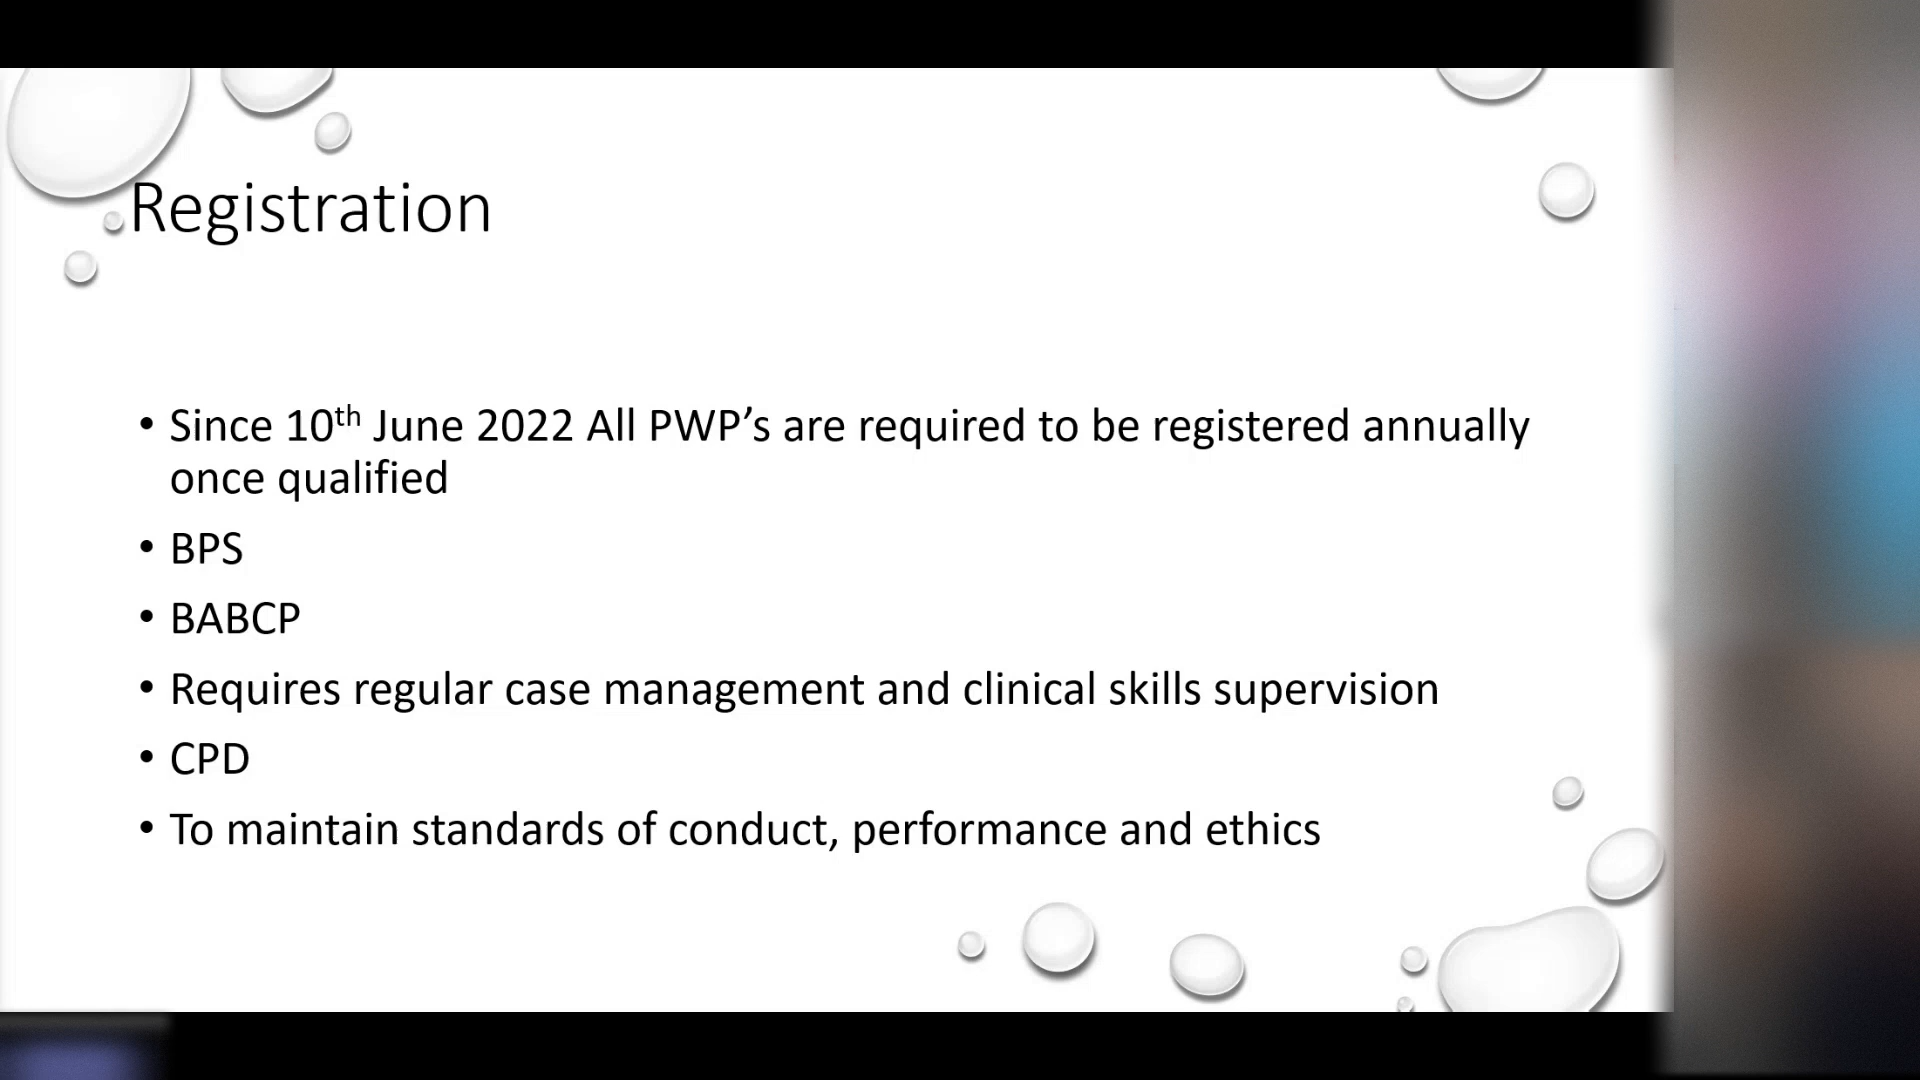 Registration
• Since 10th June 2022 All PWP’s are required to be registered annually
once qualified
• BPS
• BABCP
• Requires regular case management and clinical skills supervision
• CPD
• To maintain standards of conduct, performance and ethics